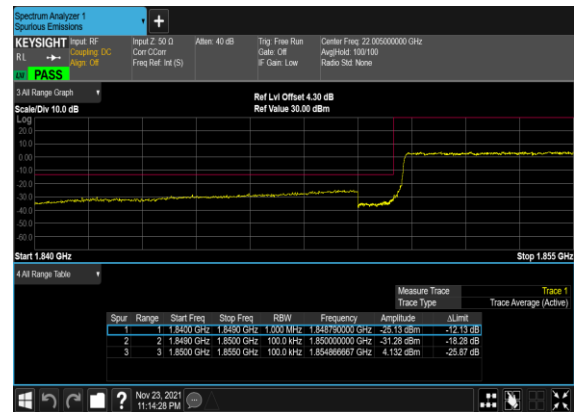 Spectrum Analyzer 1
Spurious Emissions
KEYSIGHT Input: RF Input Z: 50 Ω Atten: 40 dB Trig: Free Run Center Freq: 22.005000000 GHz
RL Coupling: DC Corr CCorr Gate: Off Avg|Hold: 100/100
Align: Off Freq Ref: Int (S) IF Gain: Low Radio Std: None
LU PASS
3 All Range Graph
Ref Lvl Offset 4.30 dB
Scale/Div 10.0 dB Ref Value 30.00 dBm
Log
20.0
10.0
0.00
-10.0
-20.0
-30.0
-40.0
-50.0
-60.0
Start 1.840 GHz Stop 1.855 GHz
4 All Range Table
Measure Trace Trace 1
Trace Type Trace Average (Active)
Spur Range Start Freq Stop Freq RBW Frequency Amplitude ΔLimit
1 1 1.8400 GHz 1.8490 GHz 1.000 MHz 1.848790000 GHz -25.13 dBm -12.13 dB
2 2 1.8490 GHz 1.8500 GHz 100.0 kHz 1.850000000 GHz -31.28 dBm -18.28 dB
3 3 1.8500 GHz 1.8550 GHz 100.0 kHz 1.854866667 GHz 4.132 dBm -25.87 dB
? Nov 23, 2021
11:14:28 PM